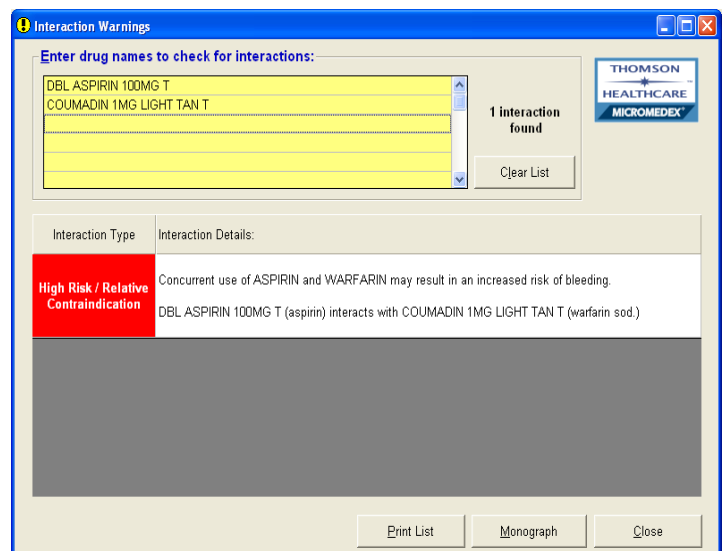 Interaction Warnings
Enter drug names to check for interactions:
DBL ASPIRIN 100MG T
COUMADIN 1MG LIGHT TAN T
1 interaction
found
Clear List
THOMSON
HEALTHCARE
MICROMEDEX
Interaction Type
Interaction Details:
High Risk / Relative
Contraindication
Concurrent use of ASPIRIN and WARFARIN may result in an increased risk of bleeding.
DBL ASPIRIN 100MG T (aspirin) interacts with COUMADIN 1MG LIGHT TAN T (warfarin sod.)
Print List
Monograph
Close